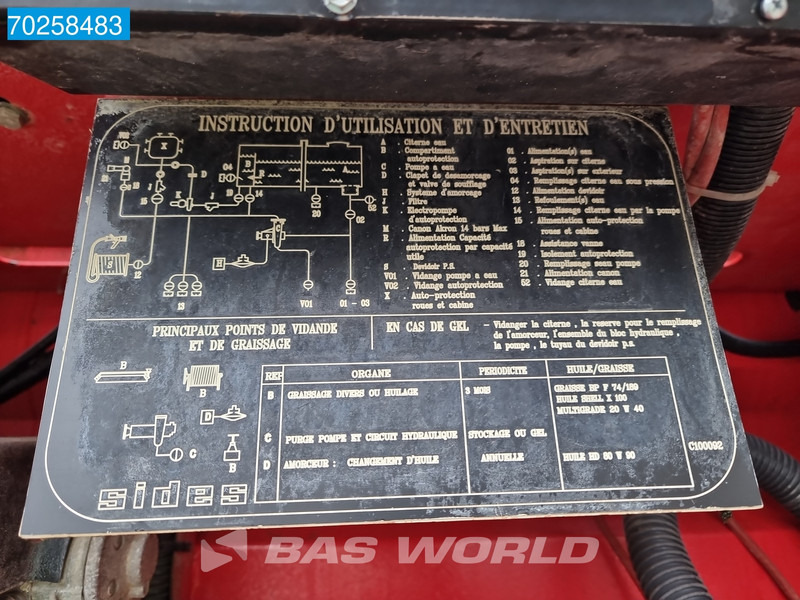 70258483
INSTRUCTION D'UTILISATION ET D'ENTRETIEN
A . Citerne eau
B . Compartiment
autoprotection
C . Pompe a eau
D . Clapet de desamorcage
et valve de soufflage
H . Systeme d'amorcage
J . Filtre
K . Electropompe
d'autoprotection
M . Canon Akron 14 bars Max
R . Alimentation Capacité
autoprotection par capacité
utile
S . Devidoir P.S.
V01 . Vidange pompe a eau
V02 . Vidange autoprotection
X . Auto-protection
roues et cabine
01 . Alimentation(s) eau
02 . Aspiration sur citerne
03 . Aspiration sur exterieur
04 . Remplissage citerne eau sous pression
12 . Alimentation devidoir
13 . Refoulement(s) eau
14 . Remplissage citerne eau par la pompe
15 . Alimentation auto-protection
roues et cabine
18 . Assistance vanne
19 . Isolement autoprotection
20 . Remplissage seau pompe
21 . Alimentation canon
52 . Vidange citerne eau
PRINCIPAUX POINTS DE VIDANDE
ET DE GRAISSAGE
EN CAS DE GEL
- Vidanger la citerne , la reserve pour le remplissage
de l'amorceur , l'ensemble du bloc hydraulique ,
la pompe , le tuyau du devidoir p.s.
REP ORGANE PERIODICITE HUILE/GRAISSE
B GRAISSAGE DIVERS OU HUILAGE 3 MOIS GRAISSE BP F 74/189
HUILE SHELL X 100
MULTIGRADE 20 W 40
C PURGE POMPE ET CIRCUIT HYDRAULIQUE STOCKAGE OU GEL
D AMORCEUR : CHANGEMENT D'HUILE ANNUELLE HUILE HD 80 W 90
C100092
BAS WORLD